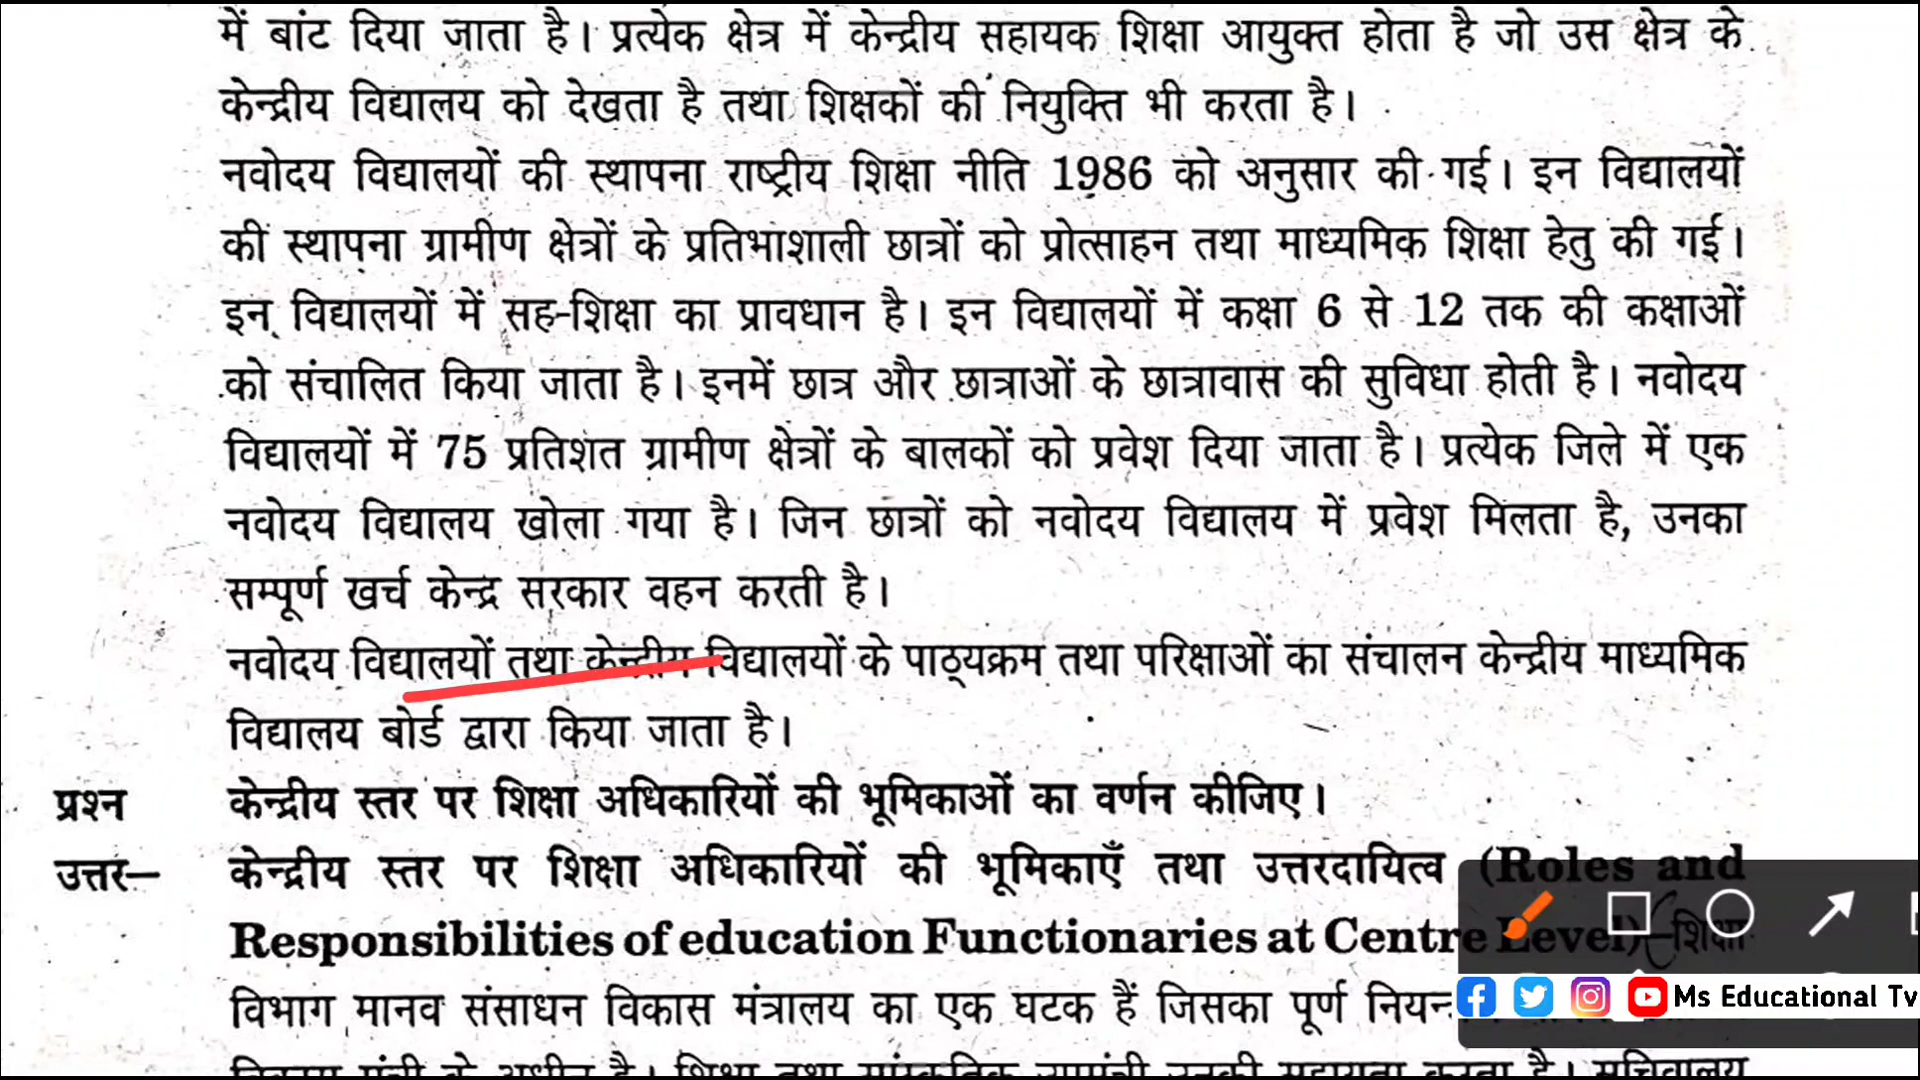 में बांट दिया जाता है। प्रत्येक क्षेत्र में केन्द्रीय सहायक शिक्षा आयुक्त होता है जो उस क्षेत्र के
केन्द्रीय विद्यालय को देखता है तथा शिक्षकों की नियुक्ति भी करता है।
नवोदय विद्यालयों की स्थापना राष्ट्रीय शिक्षा नीति 1986 को अनुसार की गई। इन विद्यालयों
की स्थापना ग्रामीण क्षेत्रों के प्रतिभाशाली छात्रों को प्रोत्साहन तथा माध्यमिक शिक्षा हेतु की गई।
इन विद्यालयों में सह-शिक्षा का प्रावधान है। इन विद्यालयों में कक्षा 6 से 12 तक की कक्षाओं
को संचालित किया जाता है। इनमें छात्र और छात्राओं के छात्रावास की सुविधा होती है। नवोदय
विद्यालयों में 75 प्रतिशत ग्रामीण क्षेत्रों के बालकों को प्रवेश दिया जाता है। प्रत्येक जिले में एक
नवोदय विद्यालय खोला गया है। जिन छात्रों को नवोदय विद्यालय में प्रवेश मिलता है, उनका
सम्पूर्ण खर्च केन्द्र सरकार वहन करती है।
नवोदय विद्यालयों तथा केन्द्रीय विद्यालयों के पाठ्यक्रम तथा परिक्षाओं का संचालन केन्द्रीय माध्यमिक
विद्यालय बोर्ड द्वारा किया जाता है।
प्रश्न केन्द्रीय स्तर पर शिक्षा अधिकारियों की भूमिकाओं का वर्णन कीजिए।
उत्तर– केन्द्रीय स्तर पर शिक्षा अधिकारियों की भूमिकाएँ तथा उत्तरदायित्व (Roles and
Responsibilities of education Functionaries at Centre Level)–शिक्षा
विभाग मानव संसाधन विकास मंत्रालय का एक घटक हैं जिसका पूर्ण
Ms Educational Tv